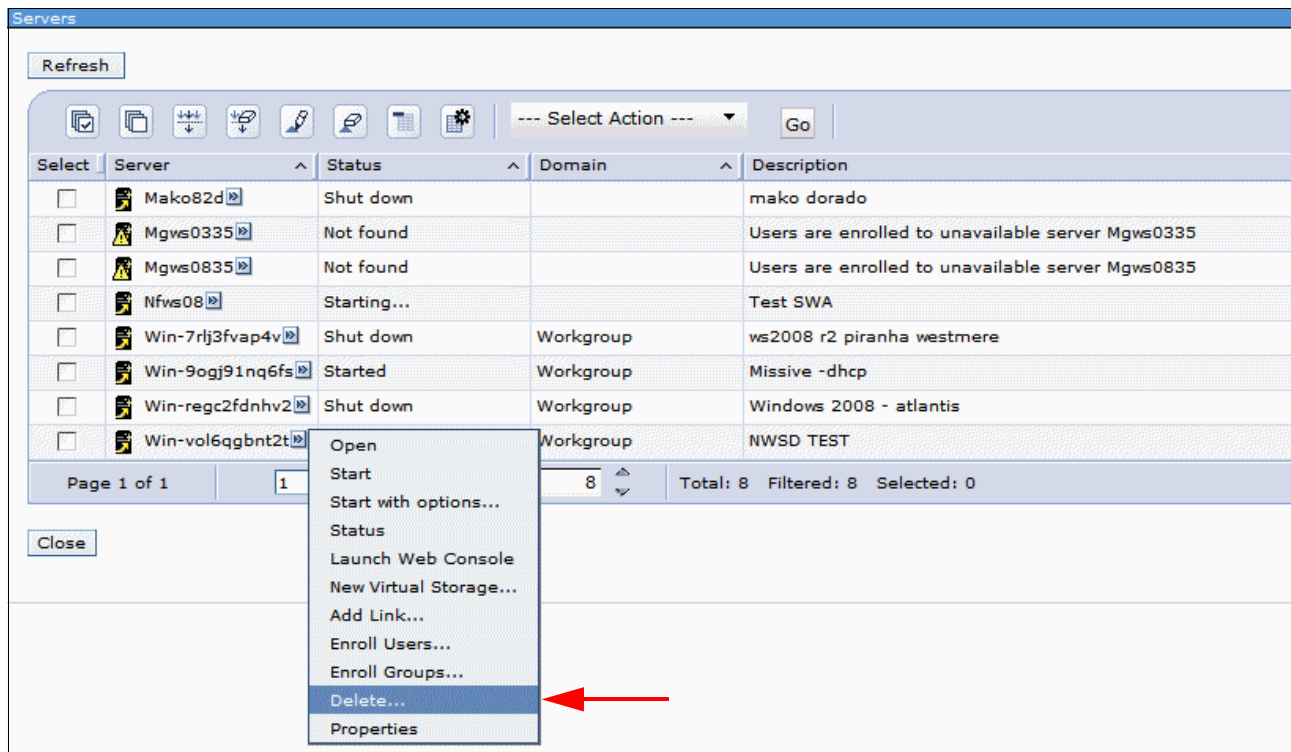 Servers
Refresh
--- Select Action --- Go
Select Server Status Domain Description
Mako82d Shut down mako dorado
Mgws0335 Not found Users are enrolled to unavailable server Mgws0335
Mgws0835 Not found Users are enrolled to unavailable server Mgws0835
Nfws08 Starting... Test SWA
Win-7rlj3fvap4v Shut down Workgroup ws2008 r2 piranha westmere
Win-9ogj91nq6fs Started Workgroup Missive -dhcp
Win-regc2fdnhv2 Shut down Workgroup Windows 2008 - atlantis
Win-vol6qgbnt2t Workgroup NWSD TEST
Page 1 of 1 1 8 Total: 8 Filtered: 8 Selected: 0
Open
Start
Start with options...
Status
Launch Web Console
New Virtual Storage...
Add Link...
Enroll Users...
Enroll Groups...
Delete...
Properties
Close